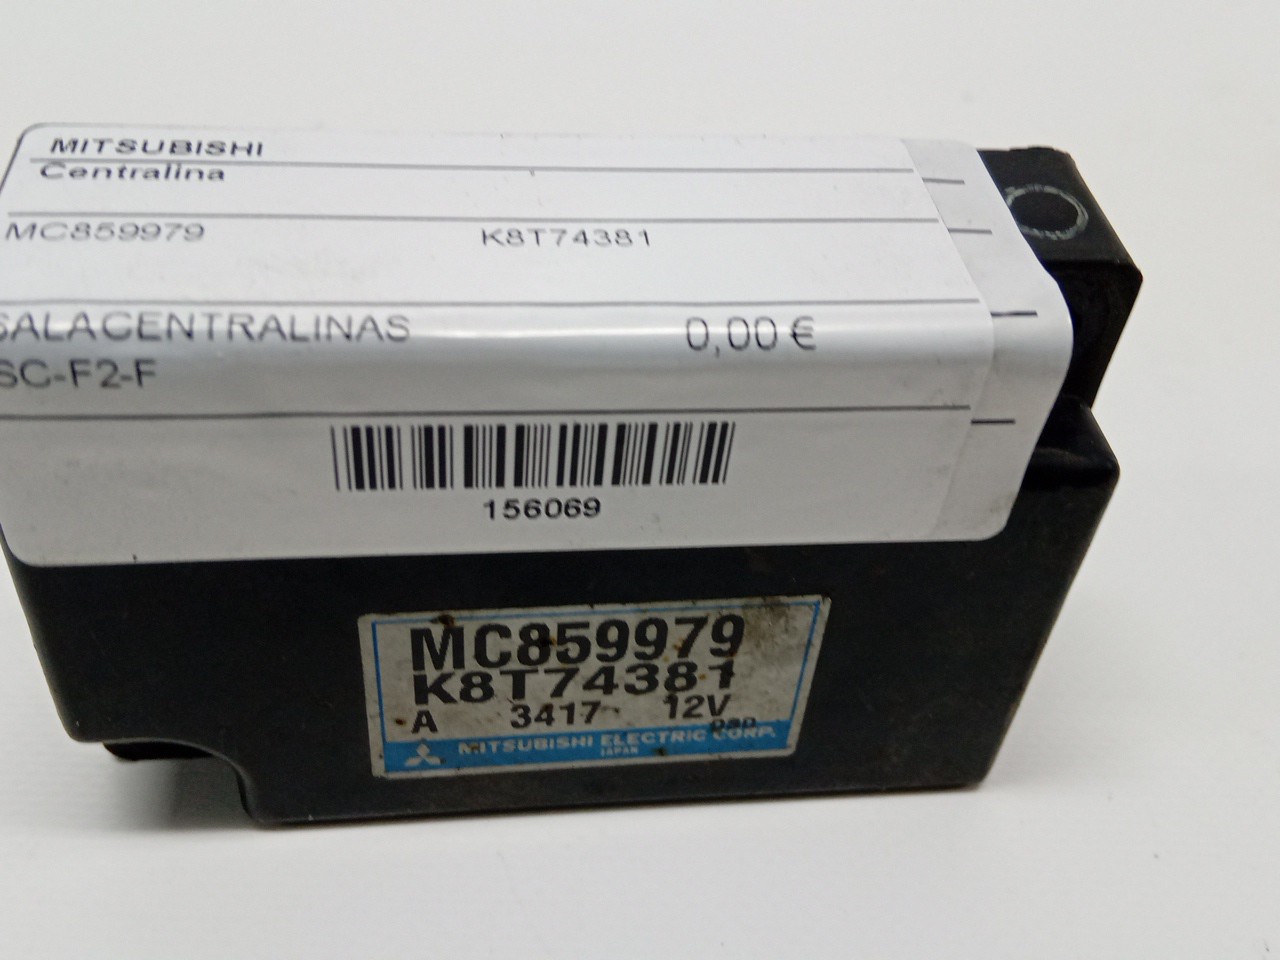 MITSUBISHI
Centralina
MC859979 K8T74381
SALACENTRALINAS 0,00 €
SC-F2-F
156069
MC859979
K8T74381
A 3417 12V
MITSUBISHI ELECTRIC CORP.
JAPAN